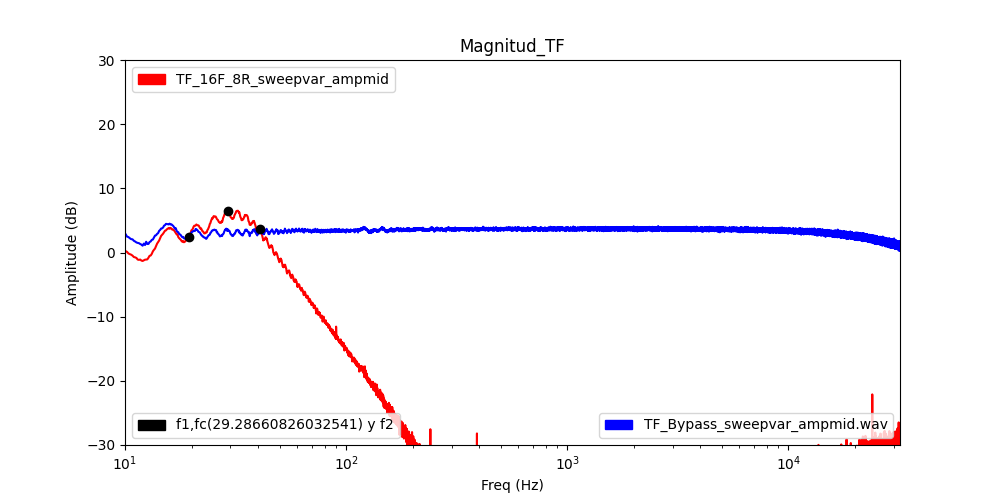 Magnitud_TF
30
TF_16F_8R_sweepvar_ampmid
20
10
0
−10
−20
−30
Amplitude (dB)
f1,fc(29.28660826032541) y f2
TF_Bypass_sweepvar_ampmid.wav
10¹ 10² 10³ 10⁴
Freq (Hz)